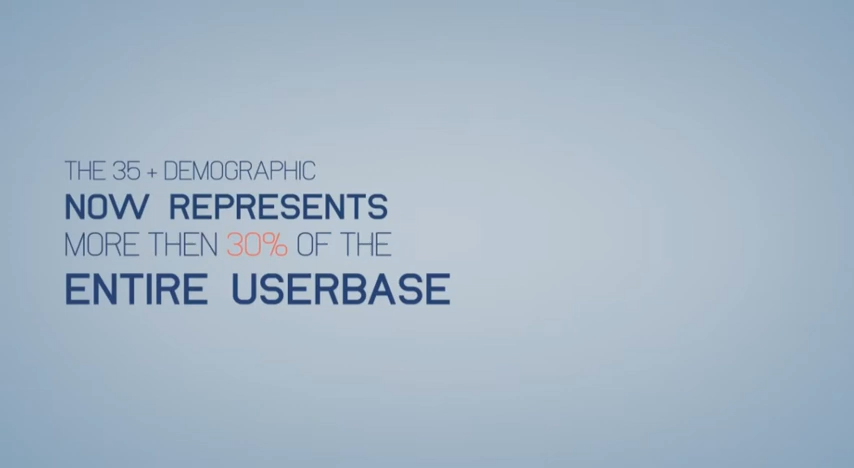 THE 35 + DEMOGRAPHIC
NOW REPRESENTS
MORE THEN 30% OF THE
ENTIRE USERBASE